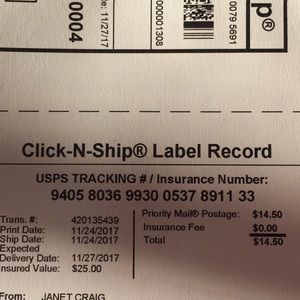 0004
te: 11/27/17
000001308
0079 5691
p®
Click-N-Ship® Label Record
USPS TRACKING # / Insurance Number:
9405 8036 9930 0537 8911 33
Trans. #: 420135439
Print Date: 11/24/2017
Ship Date: 11/24/2017
Expected
Delivery Date: 11/27/2017
Insured Value: $25.00
Priority Mail® Postage: $14.50
Insurance Fee $0.00
Total $14.50
From: JANET CRAIG